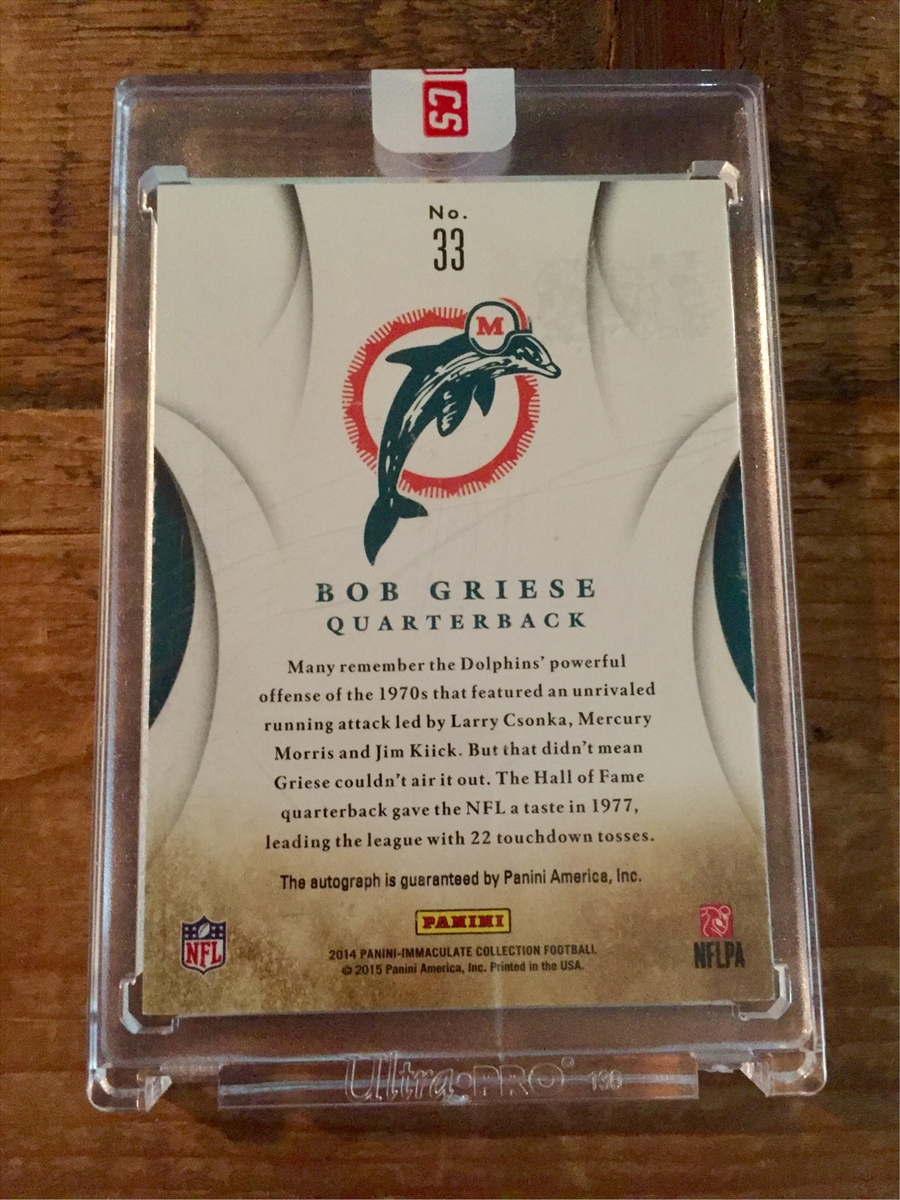 CS
No.
33
M
BOB GRIESE
QUARTERBACK
Many remember the Dolphins' powerful
offense of the 1970s that featured an unrivaled
running attack led by Larry Csonka, Mercury
Morris and Jim Kiick. But that didn't mean
Griese couldn't air it out. The Hall of Fame
quarterback gave the NFL a taste in 1977,
leading the league with 22 touchdown tosses.
The autograph is guaranteed by Panini America, Inc.
PANINI
NFL
2014 PANINI-IMMACULATE COLLECTION FOOTBALL
© 2015 Panini America, Inc. Printed in the USA.
NFLPA
Ultra·PRO® 130